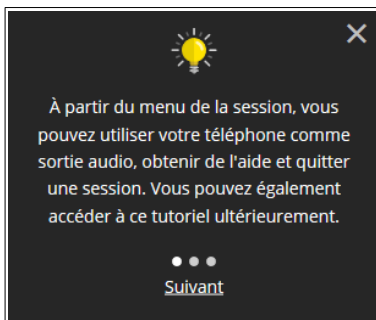 À partir du menu de la session, vous
pouvez utiliser votre téléphone comme
sortie audio, obtenir de l'aide et quitter
une session. Vous pouvez également
accéder à ce tutoriel ultérieurement.
Suivant